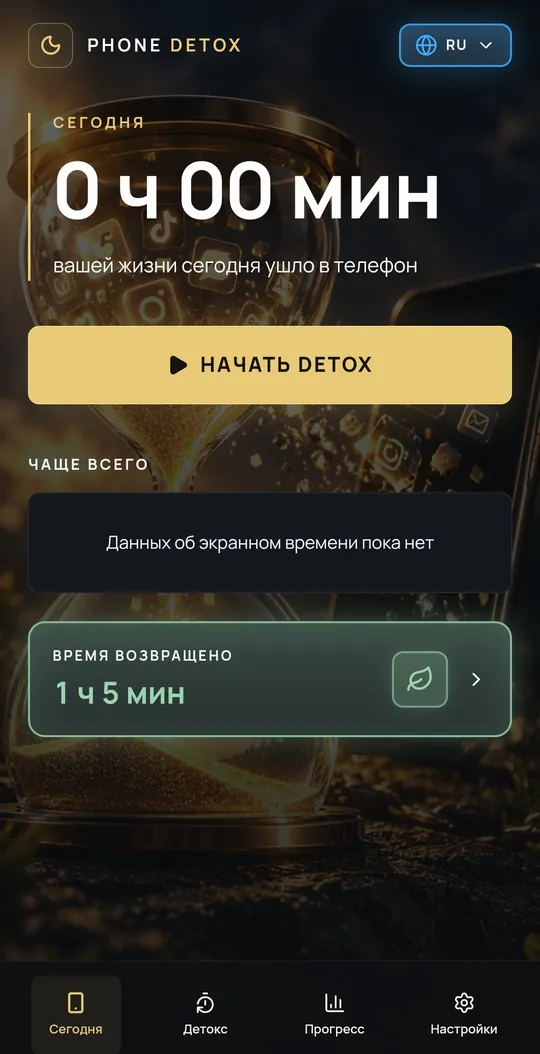 PHONE DETOX
RU
СЕГОДНЯ
0 ч 00 мин
вашей жизни сегодня ушло в телефон
НАЧАТЬ DETOX
ЧАЩЕ ВСЕГО
Данных об экранном времени пока нет
ВРЕМЯ ВОЗВРАЩЕНО
1 ч 5 мин
Сегодня
Детокс
Прогресс
Настройки